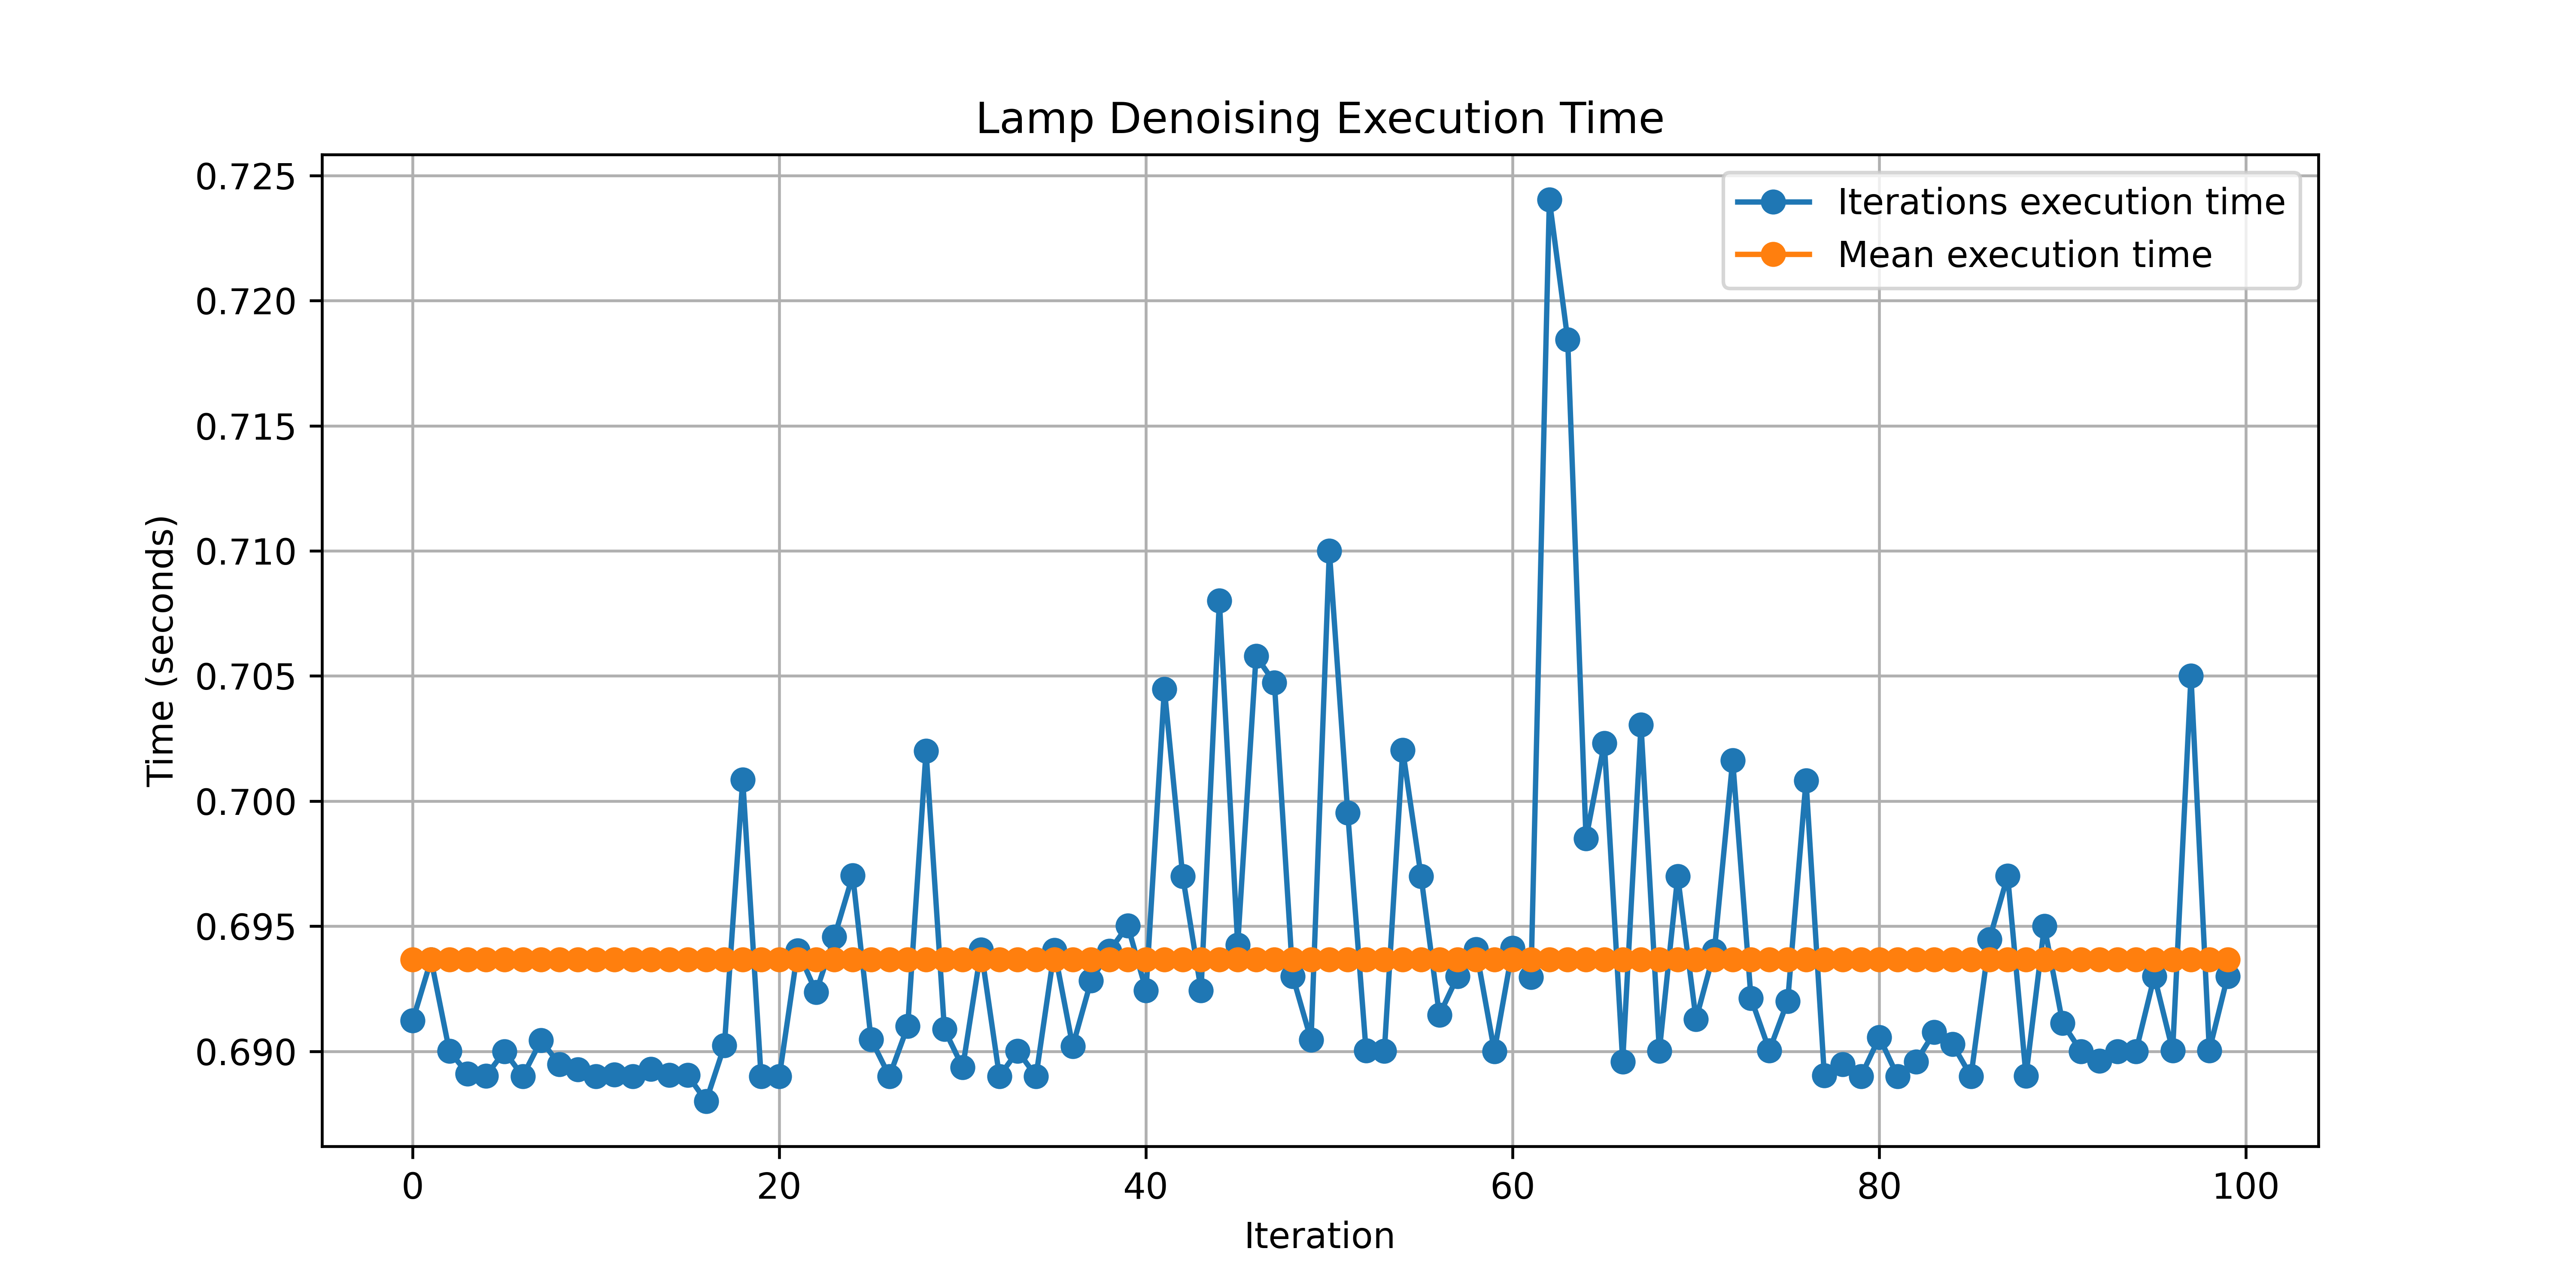 Lamp Denoising Execution Time
Iterations execution time
Mean execution time
Time (seconds)
0.725
0.720
0.715
0.710
0.705
0.700
0.695
0.690
0 20 40 60 80 100
Iteration